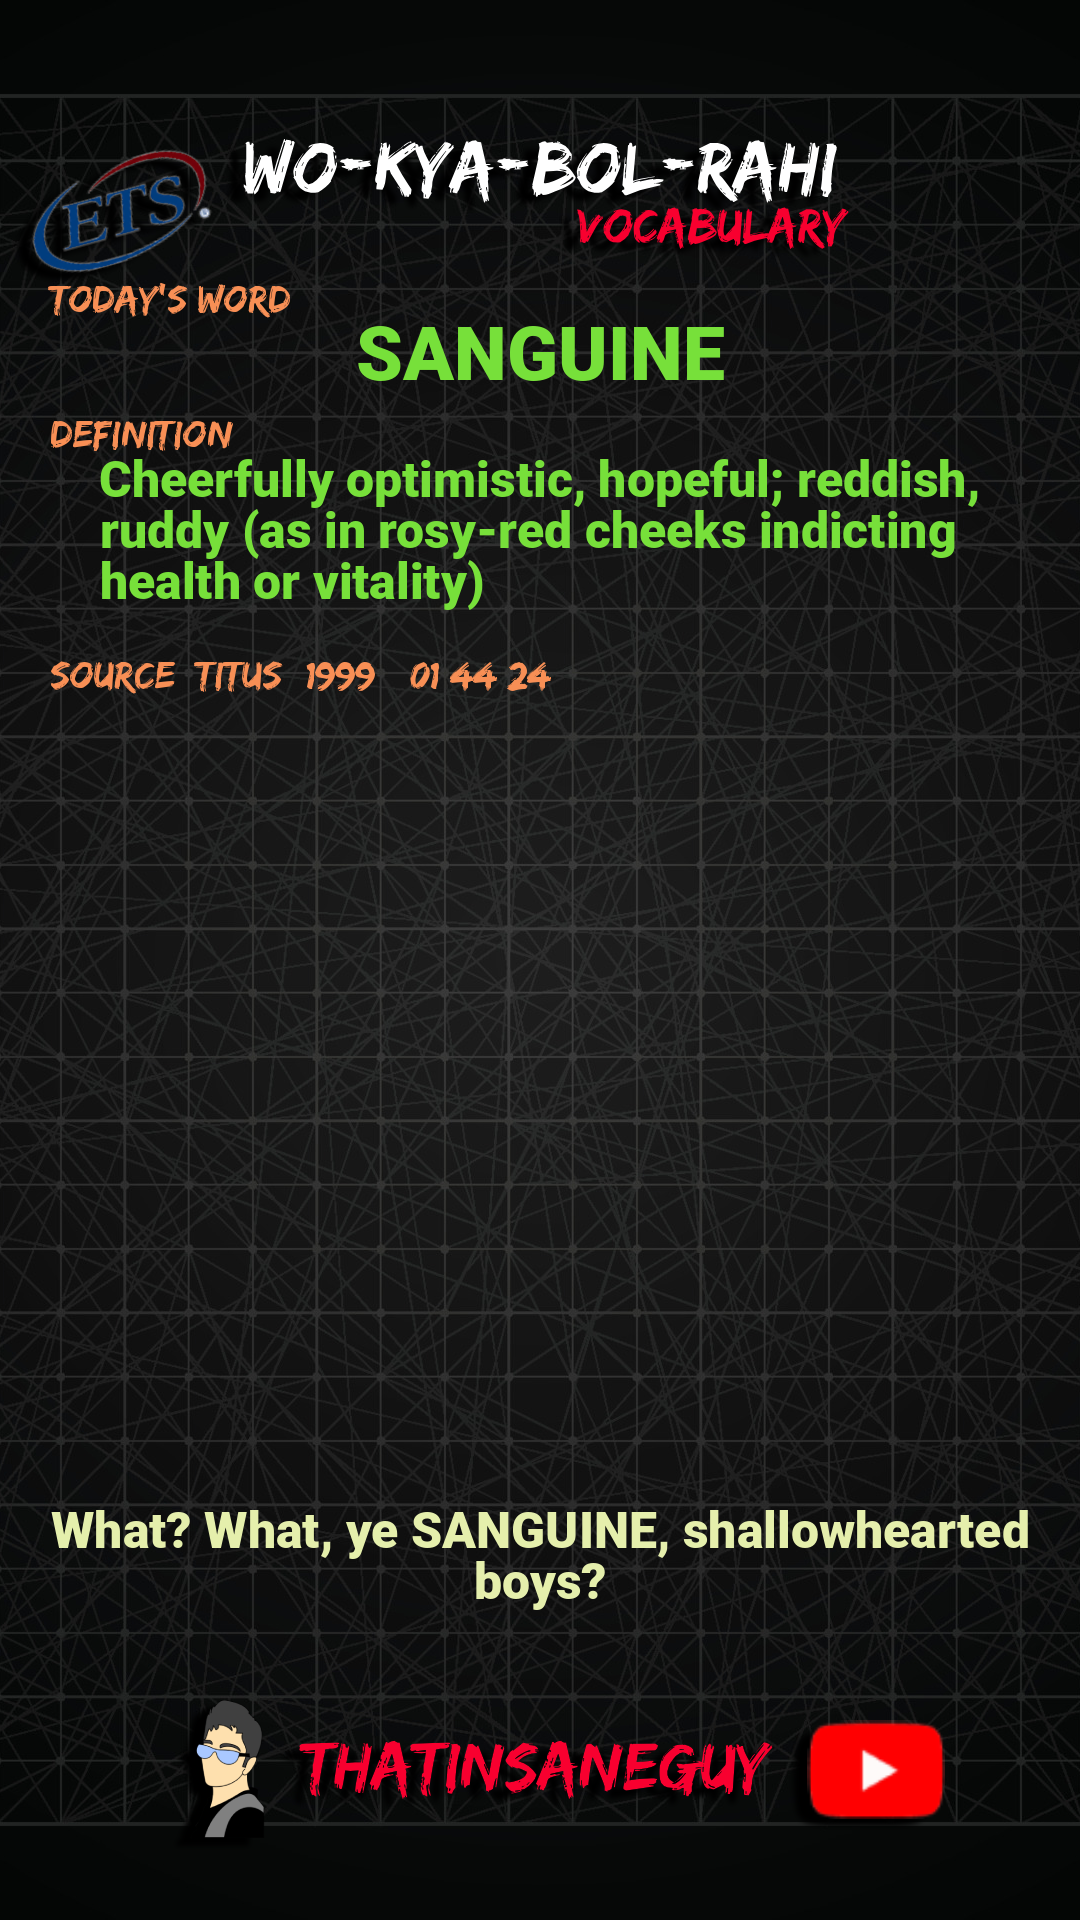 ETS
WO-KYA-BOL-RAHI
VOCABULARY
TODAY'S WORD
SANGUINE
DEFINITION
Cheerfully optimistic, hopeful; reddish,
ruddy (as in rosy-red cheeks indicting
health or vitality)
SOURCE TITUS 1999 01 44 24
What? What, ye SANGUINE, shallowhearted
boys?
THATINSANEGUY